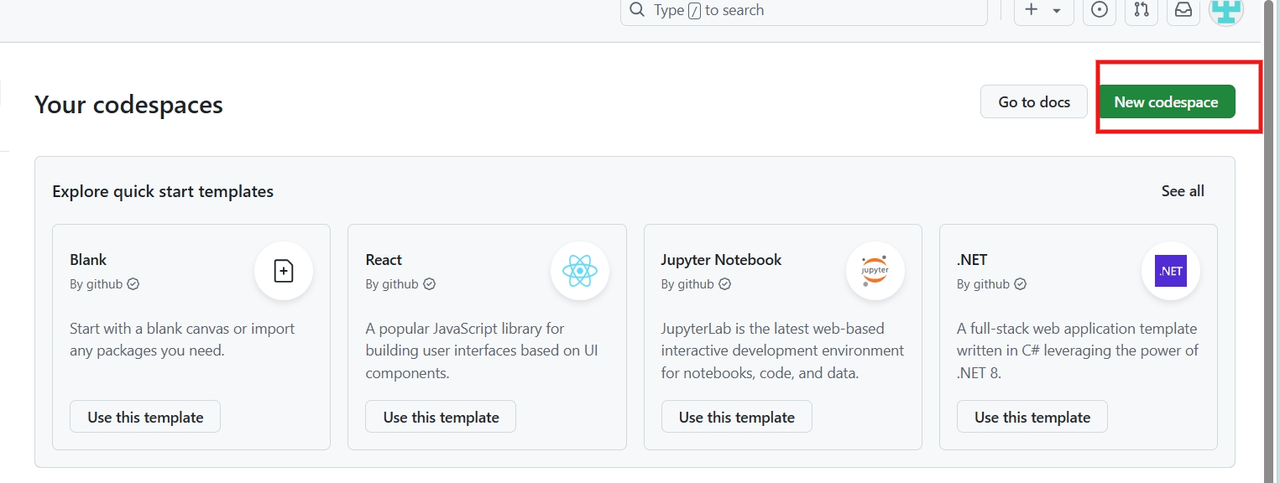 Type / to search
Your codespaces
Go to docs
New codespace
Explore quick start templates
See all
Blank
By github
Start with a blank canvas or import
any packages you need.
Use this template
React
By github
A popular JavaScript library for
building user interfaces based on UI
components.
Use this template
Jupyter Notebook
By github
jupyter
JupyterLab is the latest web-based
interactive development environment
for notebooks, code, and data.
Use this template
.NET
By github
.NET
A full-stack web application template
written in C# leveraging the power of
.NET 8.
Use this template